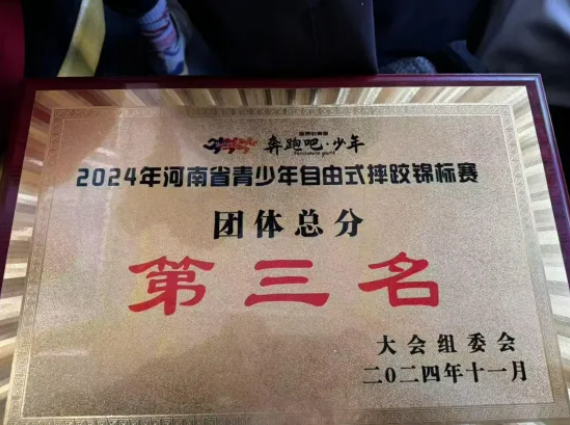 奔跑吧·少年
2024年河南省青少年自由式摔跤锦标赛
团体总分
第三名
大会组委会
二〇二四年十一月